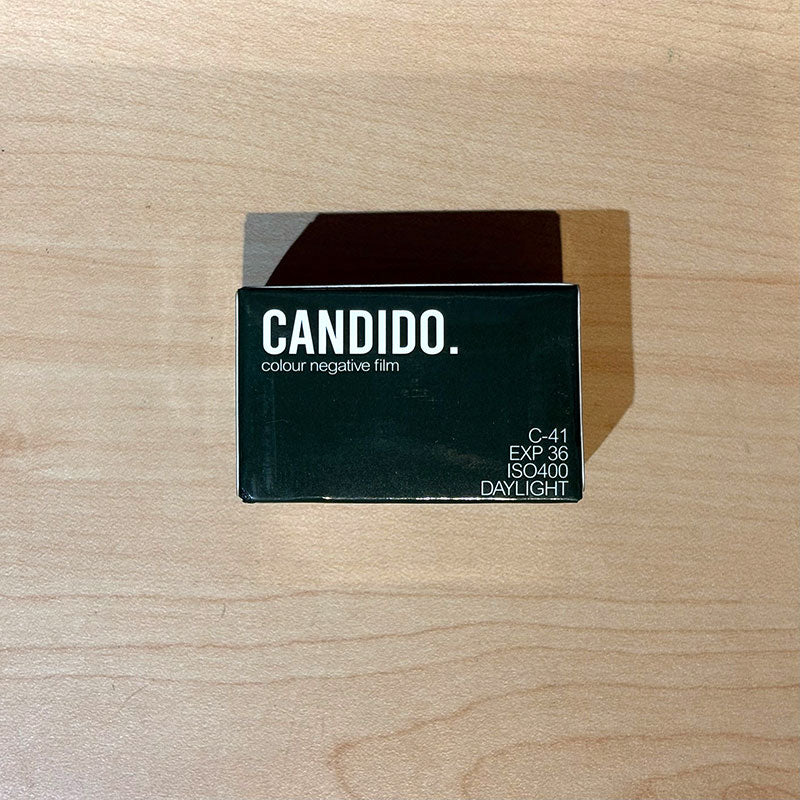 CANDIDO.
colour negative film
C-41
EXP 36
ISO400
DAYLIGHT